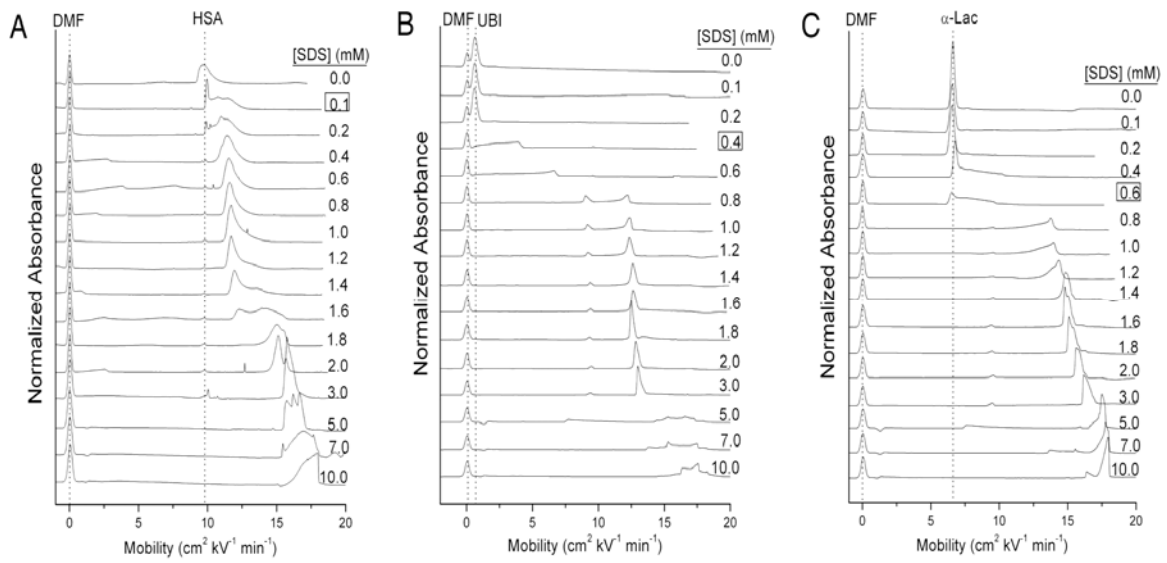 A
DMF
HSA
[SDS] (mM)
0.0
0.1
0.2
0.4
0.6
0.8
1.0
1.2
1.4
1.6
1.8
2.0
3.0
5.0
7.0
10.0
Normalized Absorbance
0 5 10 15 20
Mobility (cm² kV⁻¹ min⁻¹)
B
DMF UBI
[SDS] (mM)
0.0
0.1
0.2
0.4
0.6
0.8
1.0
1.2
1.4
1.6
1.8
2.0
3.0
5.0
7.0
10.0
Normalized Absorbance
0 5 10 15 20
Mobility (cm² kV⁻¹ min⁻¹)
C
DMF
α-Lac
[SDS] (mM)
0.0
0.1
0.2
0.4
0.6
0.8
1.0
1.2
1.4
1.6
1.8
2.0
3.0
5.0
7.0
10.0
Normalized Absorbance
0 5 10 15 20
Mobility (cm² kV⁻¹ min⁻¹)